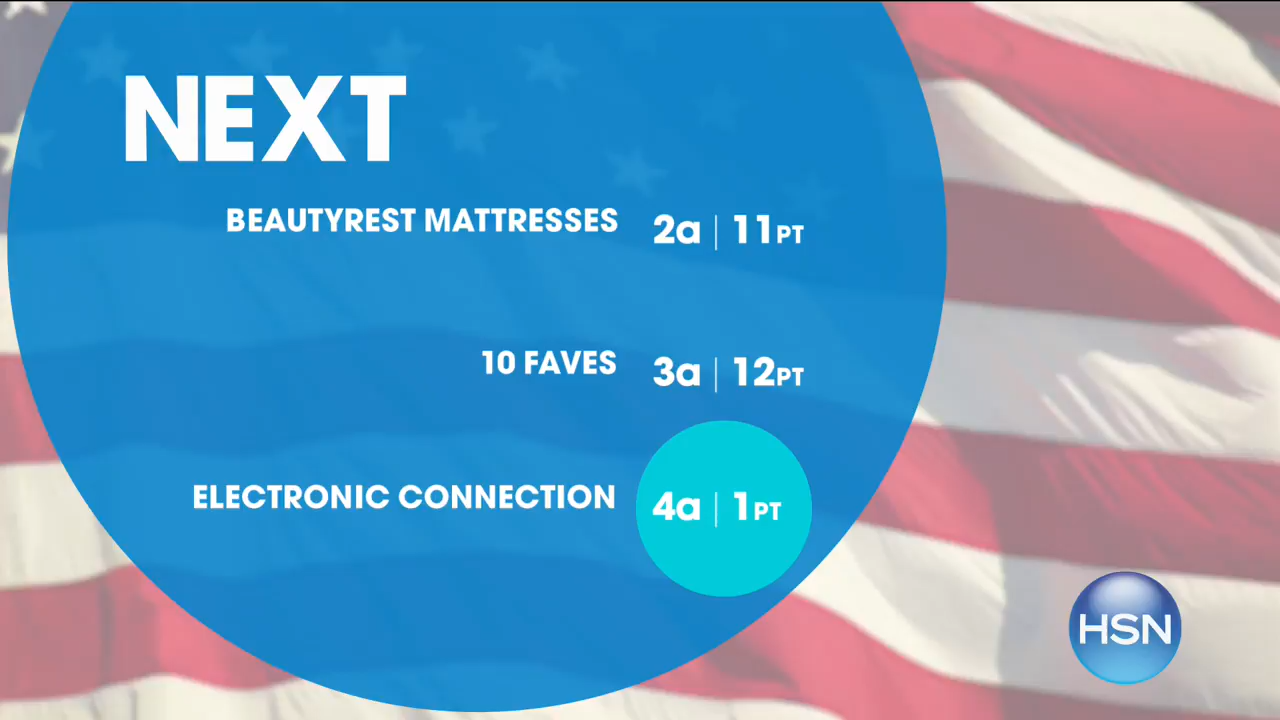 NEXT
BEAUTYREST MATTRESSES 2a | 11PT
10 FAVES 3a | 12PT
ELECTRONIC CONNECTION 4a | 1PT
HSN